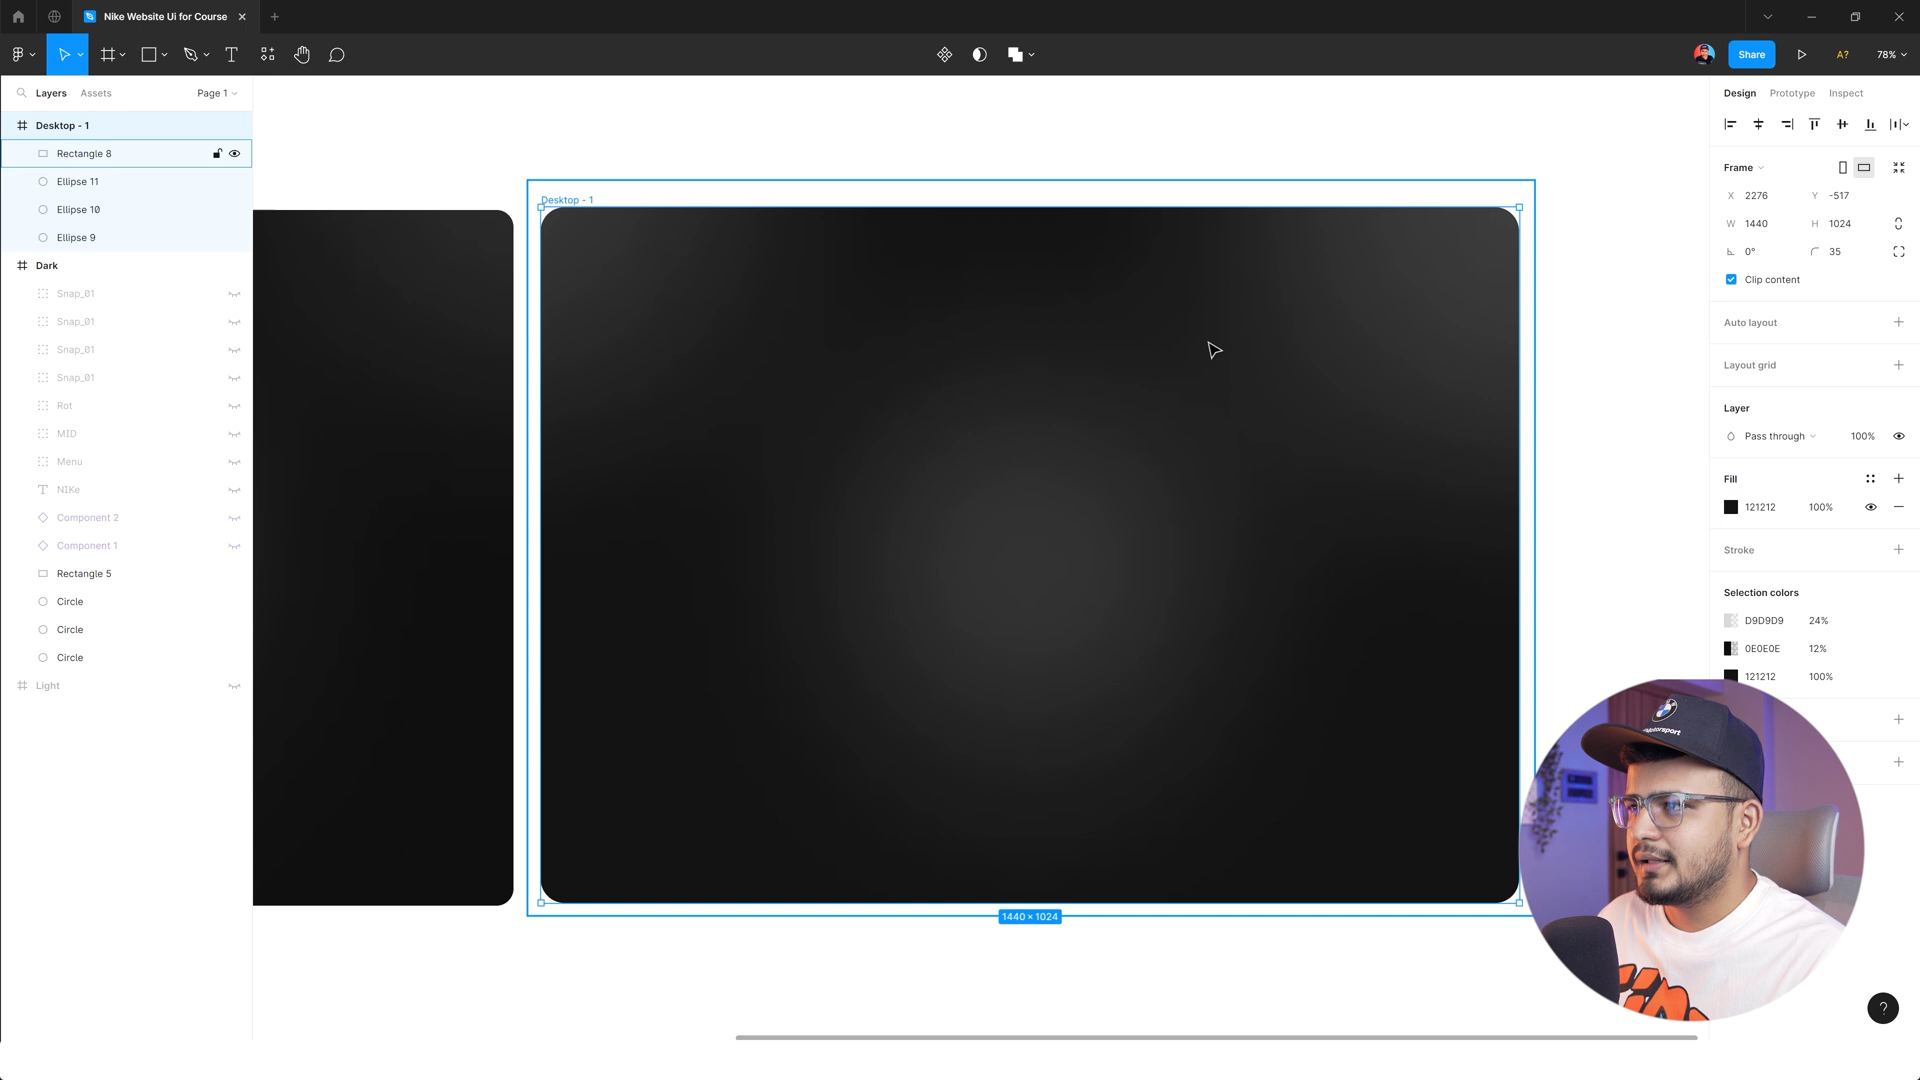 Nike Website Ui for Course
Share
A?
78%
Layers
Assets
Page 1
Desktop - 1
Rectangle 8
Ellipse 11
Ellipse 10
Ellipse 9
Dark
Snap_01
Snap_01
Snap_01
Snap_01
Rot
MID
Menu
NIKe
Component 2
Component 1
Rectangle 5
Circle
Circle
Circle
Light
Desktop - 1
1440 × 1024
Design
Prototype
Inspect
Frame
X 2276
Y -517
W 1440
H 1024
0°
35
Clip content
Auto layout
Layout grid
Layer
Pass through
100%
Fill
121212
100%
Stroke
Selection colors
D9D9D9
24%
0E0E0E
12%
121212
100%
?